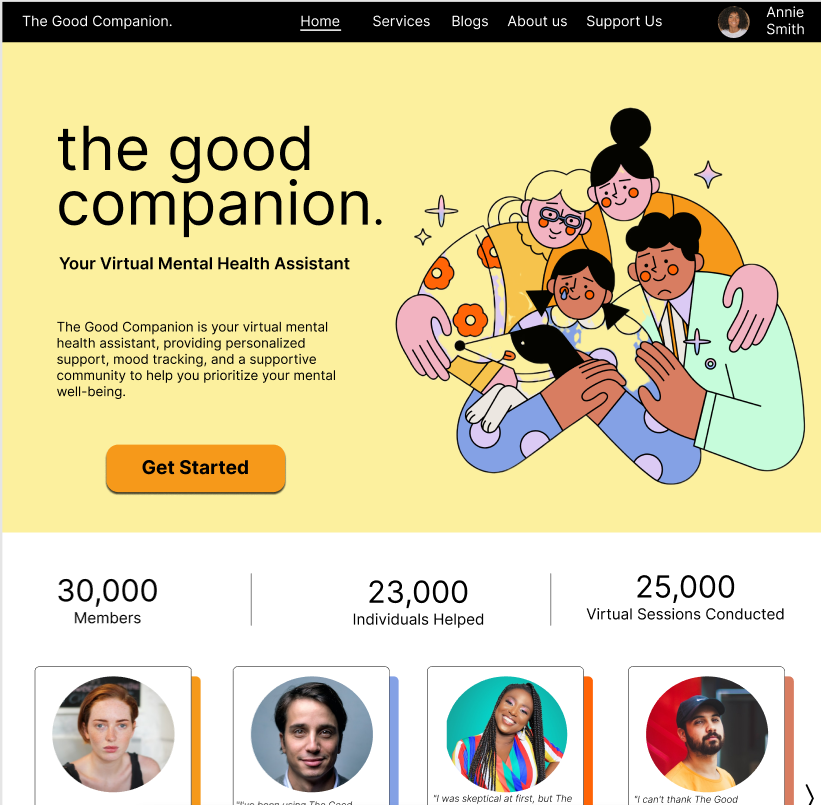 The Good Companion.
Home
Services
Blogs
About us
Support Us
Annie
Smith
the good
companion.
Your Virtual Mental Health Assistant
The Good Companion is your virtual mental
health assistant, providing personalized
support, mood tracking, and a supportive
community to help you prioritize your mental
well-being.
Get Started
30,000
Members
23,000
Individuals Helped
25,000
Virtual Sessions Conducted
"I've been using The Good
"I was skeptical at first, but The
"I can't thank The Good